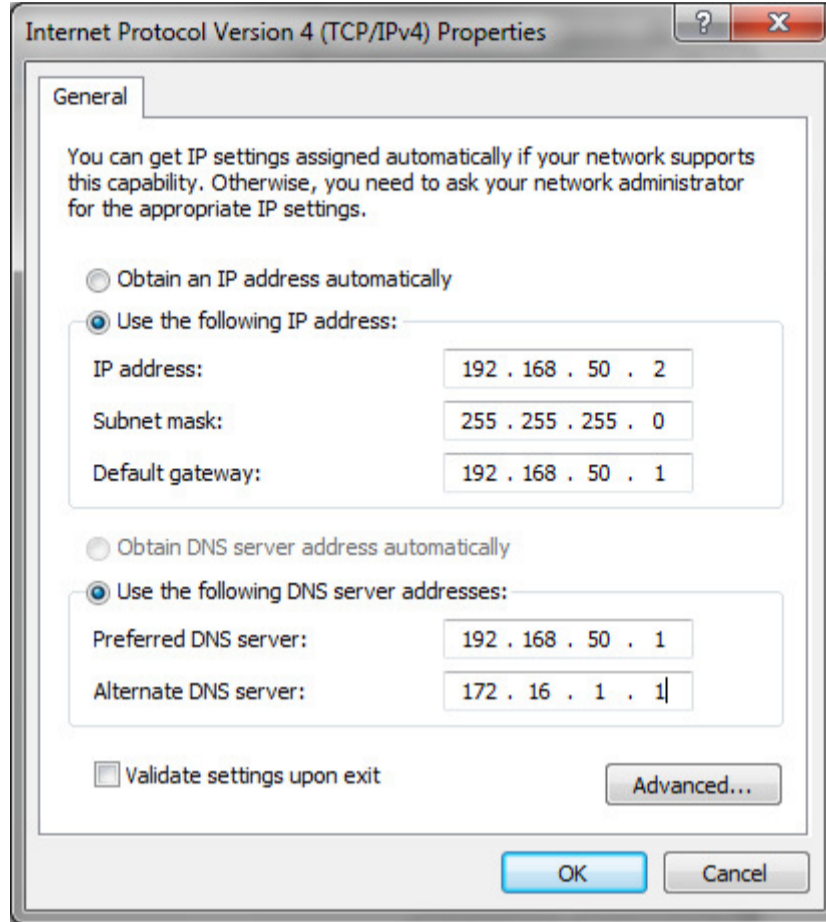 Internet Protocol Version 4 (TCP/IPv4) Properties
?
General
You can get IP settings assigned automatically if your network supports
this capability. Otherwise, you need to ask your network administrator
for the appropriate IP settings.
Obtain an IP address automatically
Use the following IP address:
IP address: 192 . 168 . 50 . 2
Subnet mask: 255 . 255 . 255 . 0
Default gateway: 192 . 168 . 50 . 1
Obtain DNS server address automatically
Use the following DNS server addresses:
Preferred DNS server: 192 . 168 . 50 . 1
Alternate DNS server: 172 . 16 . 1 . 1
Validate settings upon exit
Advanced...
OK Cancel